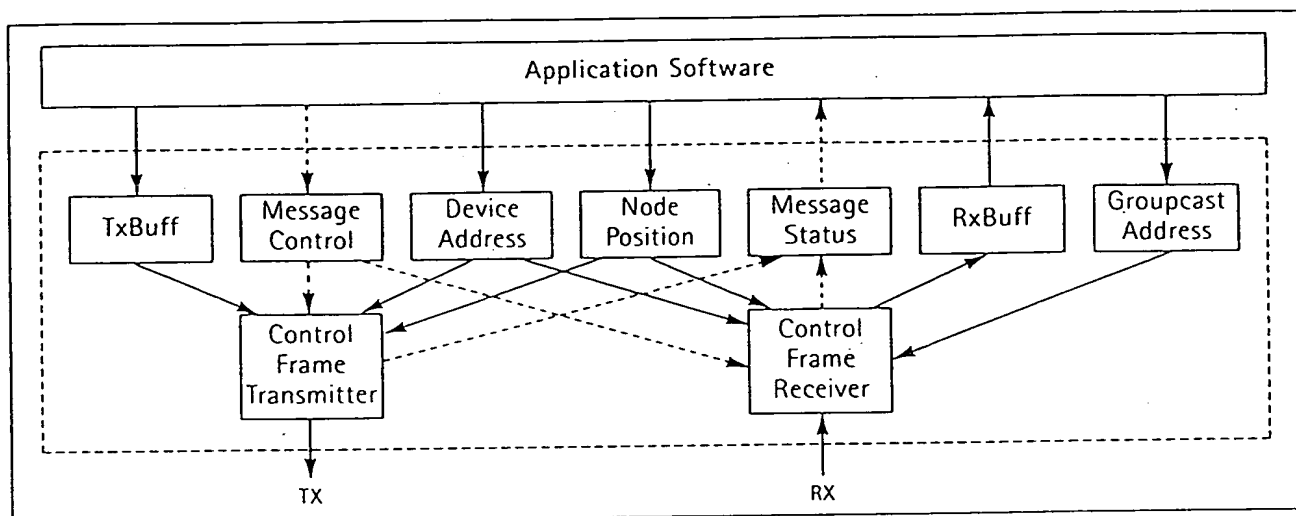 Application Software
TxBuff
Message
Control
Device
Address
Node
Position
Message
Status
RxBuff
Groupcast
Address
Control
Frame
Transmitter
Control
Frame
Receiver
TX
RX